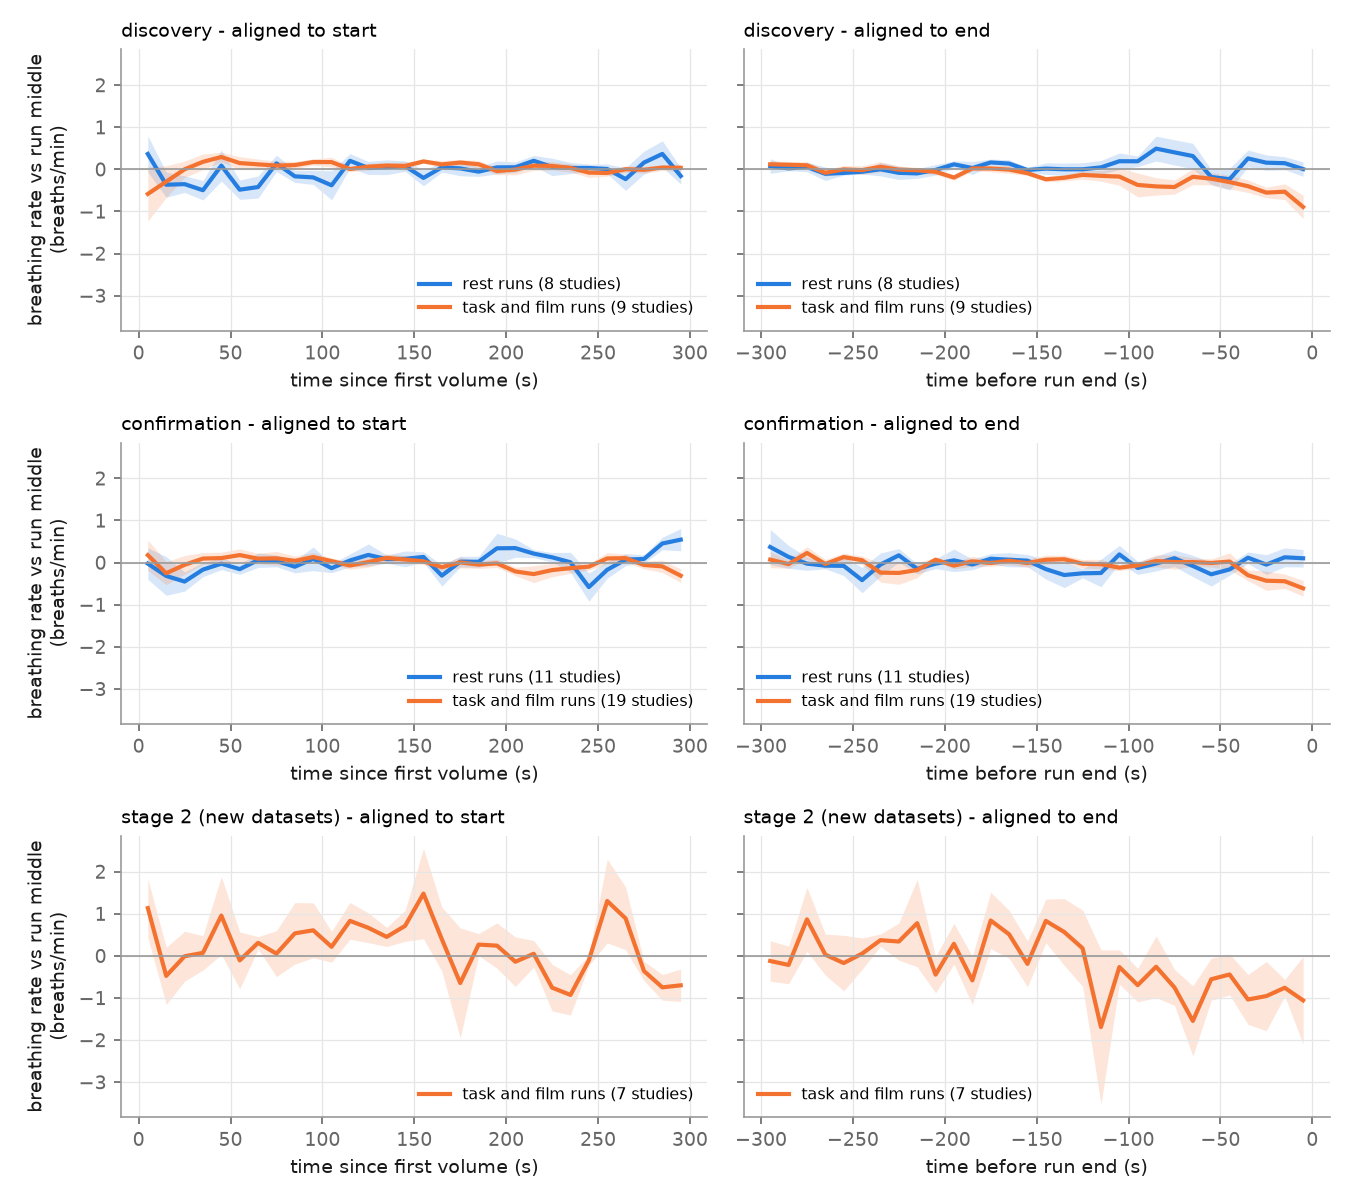 discovery - aligned to start
discovery - aligned to end
breathing rate vs run middle
(breaths/min)
2
1
0
−1
−2
−3
rest runs (8 studies)
task and film runs (9 studies)
rest runs (8 studies)
task and film runs (9 studies)
0 50 100 150 200 250 300
−300 −250 −200 −150 −100 −50 0
time since first volume (s)
time before run end (s)
confirmation - aligned to start
confirmation - aligned to end
breathing rate vs run middle
(breaths/min)
2
1
0
−1
−2
−3
rest runs (11 studies)
task and film runs (19 studies)
rest runs (11 studies)
task and film runs (19 studies)
0 50 100 150 200 250 300
−300 −250 −200 −150 −100 −50 0
time since first volume (s)
time before run end (s)
stage 2 (new datasets) - aligned to start
stage 2 (new datasets) - aligned to end
breathing rate vs run middle
(breaths/min)
2
1
0
−1
−2
−3
task and film runs (7 studies)
task and film runs (7 studies)
0 50 100 150 200 250 300
−300 −250 −200 −150 −100 −50 0
time since first volume (s)
time before run end (s)